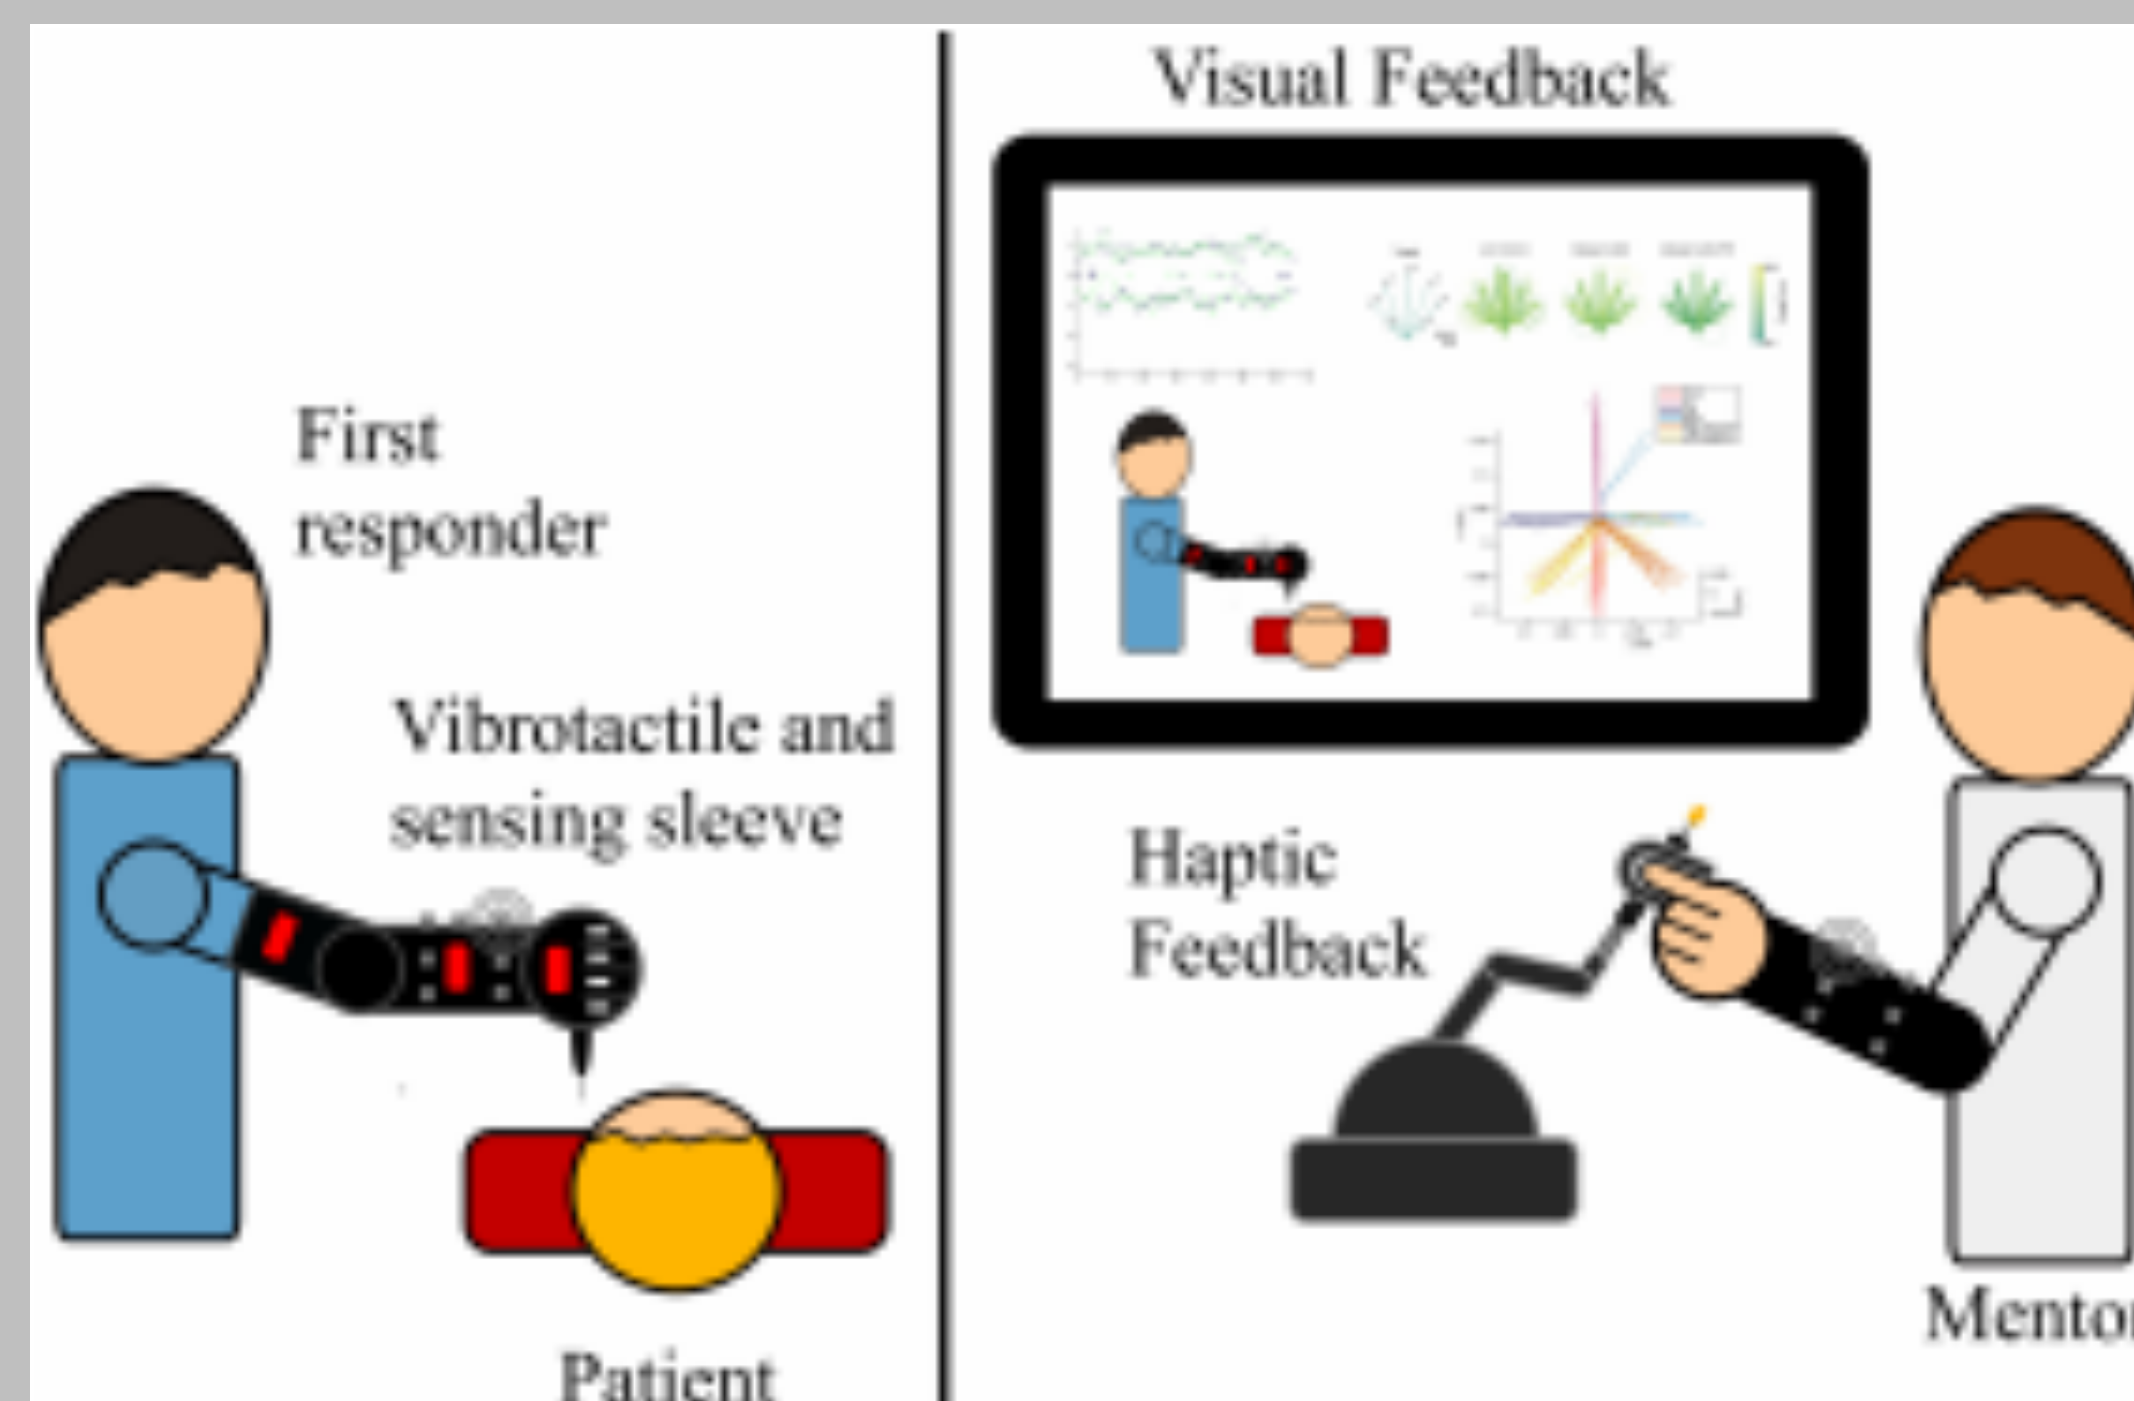 Visual Feedback
First
responder
Vibrotactile and
sensing sleeve
Haptic
Feedback
Mentor
Patient